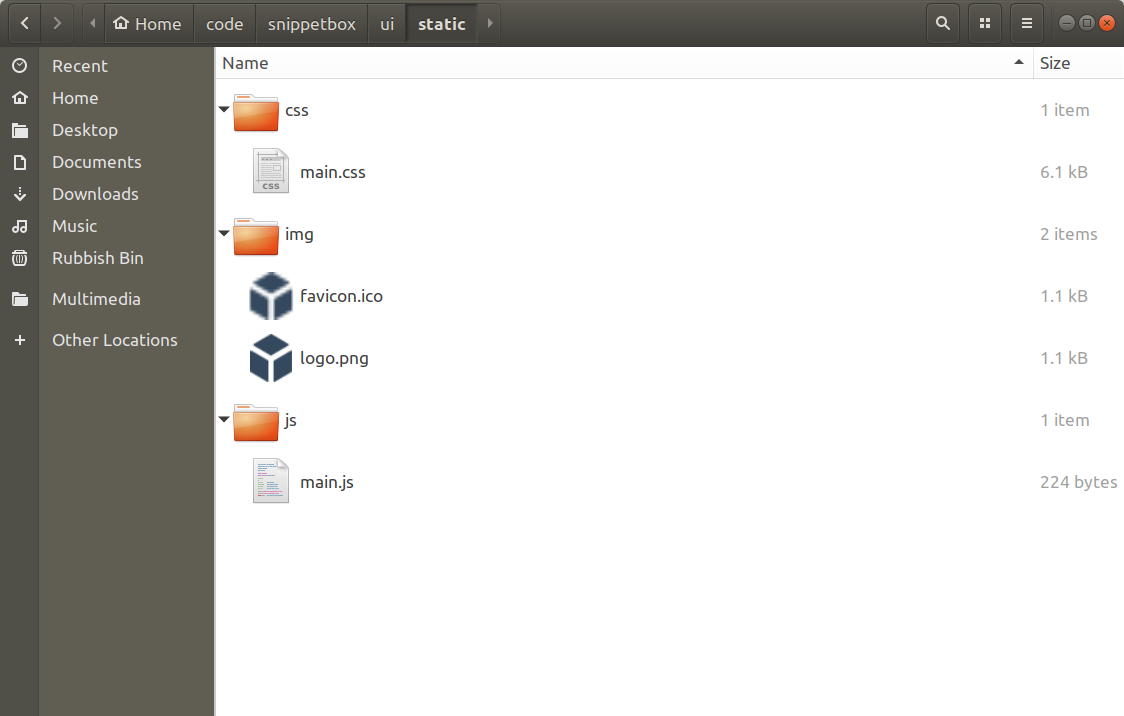 Home code snippetbox ui static
Name Size
Recent
Home
Desktop
Documents
Downloads
Music
Rubbish Bin
Multimedia
Other Locations
css 1 item
main.css 6.1 kB
img 2 items
favicon.ico 1.1 kB
logo.png 1.1 kB
js 1 item
main.js 224 bytes
CSS